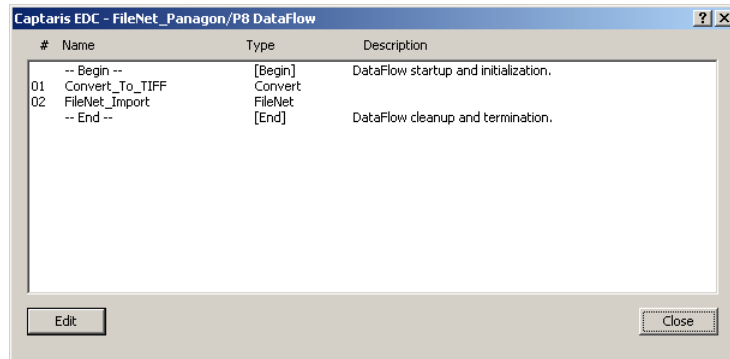 Captaris EDC - FileNet_Panagon/P8 DataFlow
# Name Type Description
-- Begin -- [Begin] DataFlow startup and initialization.
01 Convert_To_TIFF Convert
02 FileNet_Import FileNet
-- End -- [End] DataFlow cleanup and termination.
Edit Close